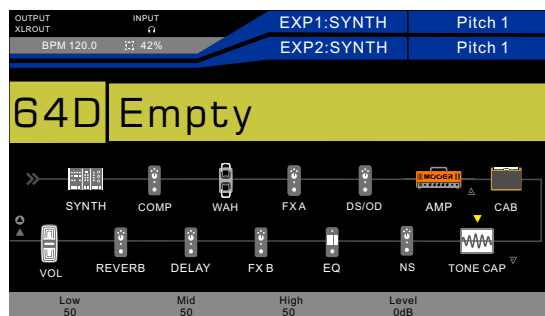 OUTPUT INPUT EXP1:SYNTH Pitch 1
XLROUT
BPM 120.0 42% EXP2:SYNTH Pitch 1
64D Empty
MOOER
SYNTH COMP WAH FX A DS/OD AMP CAB
VOL REVERB DELAY FX B EQ NS TONE CAP
Low Mid High Level
50 50 50 0dB